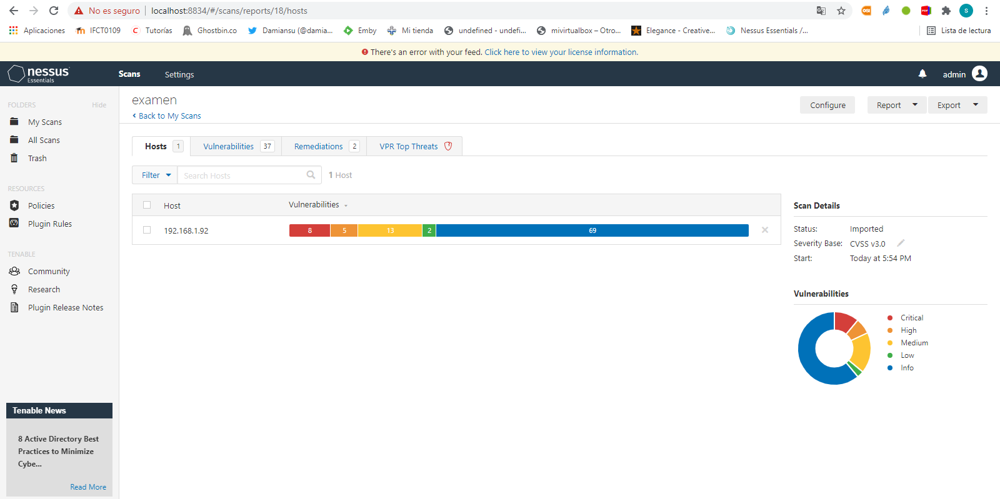 No es seguro localhost:8834/#/scans/reports/18/hosts
Aplicaciones IFCT0109 Tutorías Ghostbin.co Damiansu (@damia... Emby Mi tienda undefined - undefi... mivirtualbox – Otro... Elegance - Creative... Nessus Essentials /... Lista de lectura
There's an error with your feed. Click here to view your license information.
nessus Essentials Scans Settings admin
FOLDERS Hide
My Scans
All Scans
Trash
RESOURCES
Policies
Plugin Rules
TENABLE
Community
Research
Plugin Release Notes
Tenable News
8 Active Directory Best
Practices to Minimize
Cybe...
Read More
examen
Back to My Scans
Configure Report Export
Hosts 1 Vulnerabilities 37 Remediations 2 VPR Top Threats
Filter Search Hosts 1 Host
Host Vulnerabilities
192.168.1.92 8 5 13 2 69
Scan Details
Status: Imported
Severity Base: CVSS v3.0
Start: Today at 5:54 PM
Vulnerabilities
Critical
High
Medium
Low
Info